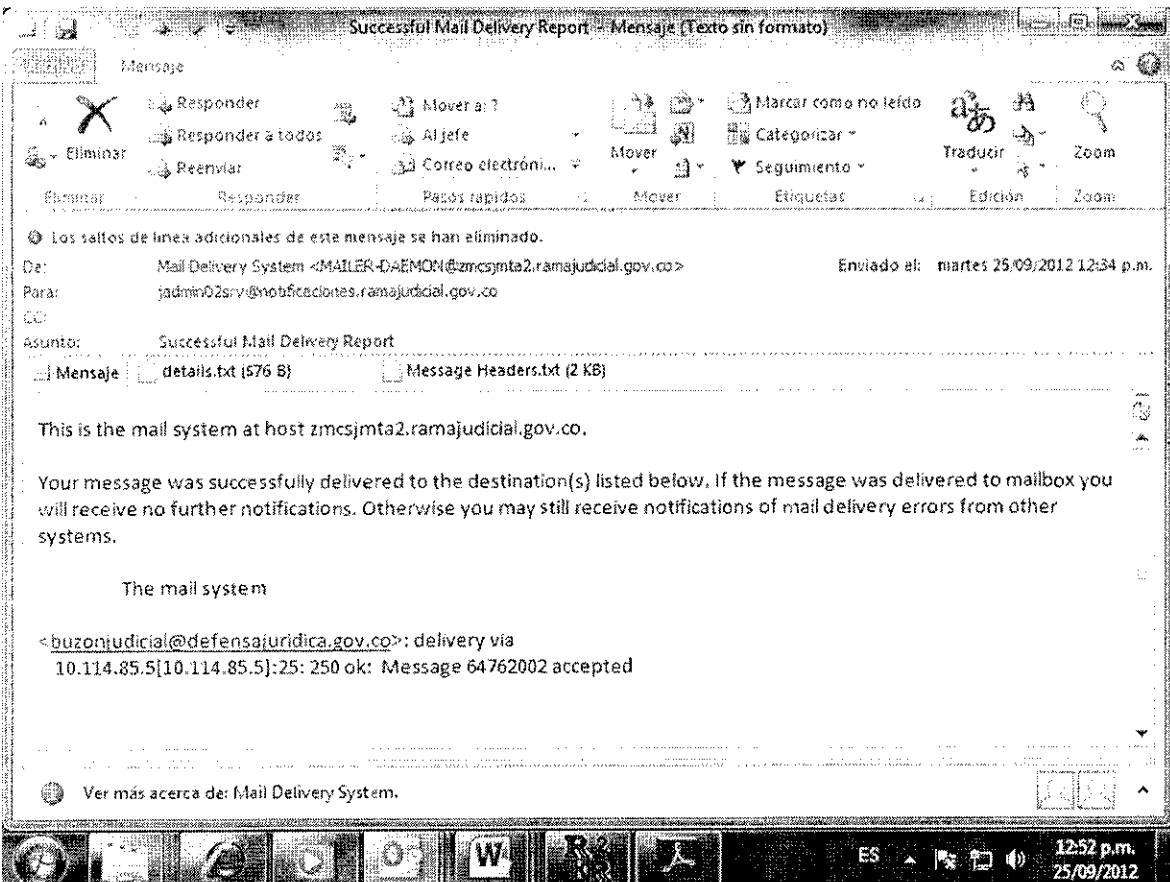 Successful Mail Delivery Report - Mensaje (Texto sin formato)
Mensaje
Eliminar
Responder
Responder a todos
Reenviar
Mover a: ?
Al jefe
Correo electróni...
Mover
Marcar como no leído
Categorizar
Seguimiento
Traducir
Zoom
Eliminar
Responder
Pasos rapidos
Mover
Etiquetas
Edición
Zoom
Los saltos de línea adicionales de este mensaje se han eliminado.
De: Mail Delivery System <MAILER-DAEMON@zmcsjmta2.ramajudicial.gov.co> Enviado el: martes 25/09/2012 12:34 p.m.
Para: jadmin02srv@notificaciones.ramajudicial.gov.co
CC:
Asunto: Successful Mail Delivery Report
Mensaje details.txt (576 B) Message Headers.txt (2 KB)
This is the mail system at host zmcsjmta2.ramajudicial.gov.co.
Your message was successfully delivered to the destination(s) listed below. If the message was delivered to mailbox you
will receive no further notifications. Otherwise you may still receive notifications of mail delivery errors from other
systems.
The mail system
<buzonjudicial@defensajuridica.gov.co>: delivery via
10.114.85.5[10.114.85.5]:25: 250 ok: Message 64762002 accepted
Ver más acerca de: Mail Delivery System.
ES
12:52 p.m.
25/09/2012